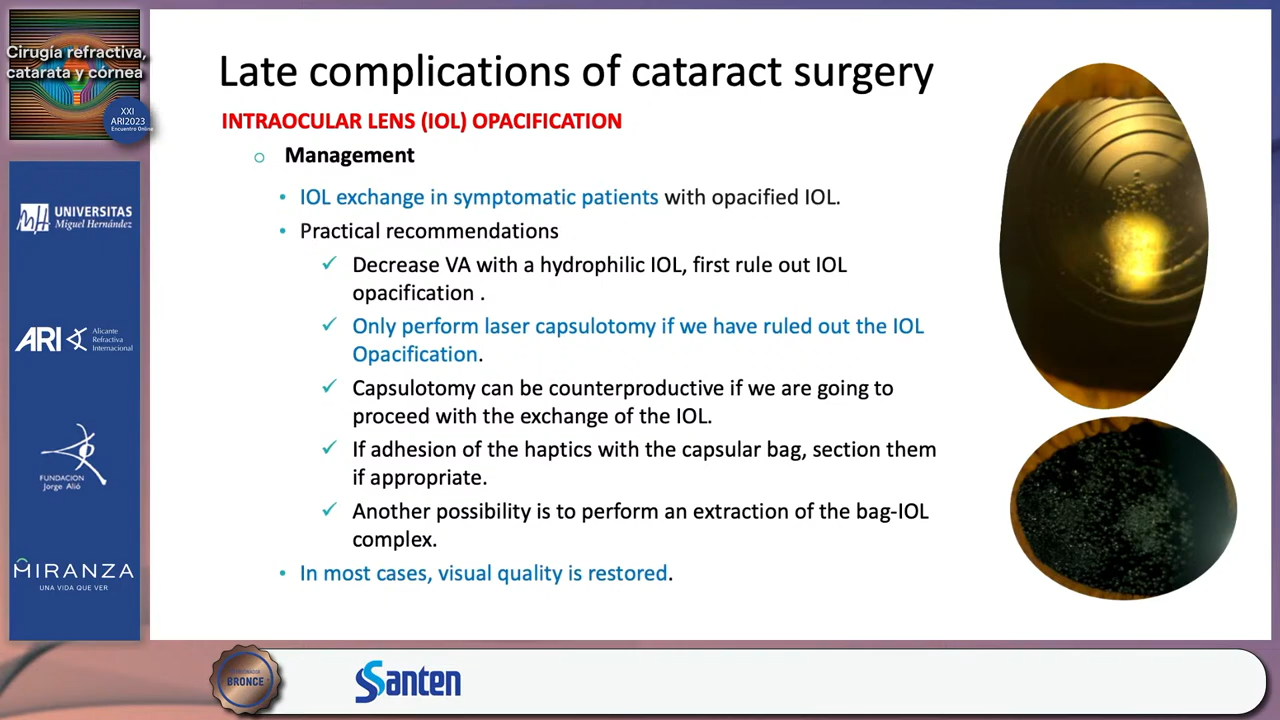 Cirugía refractiva,
catarata y córnea
XXI
ARI2023
Encuentro Online
Late complications of cataract surgery
INTRAOCULAR LENS (IOL) OPACIFICATION
Management
IOL exchange in symptomatic patients with opacified IOL.
Practical recommendations
Decrease VA with a hydrophilic IOL, first rule out IOL
opacification .
Only perform laser capsulotomy if we have ruled out the IOL
Opacification.
Capsulotomy can be counterproductive if we are going to
proceed with the exchange of the IOL.
If adhesion of the haptics with the capsular bag, section them
if appropriate.
Another possibility is to perform an extraction of the bag-IOL
complex.
In most cases, visual quality is restored.
UNIVERSITAS
Miguel Hernández
ARI
Alicante
Refractiva
Internacional
FUNDACION
Jorge Alió
MIRANZA
UNA VIDA QUE VER
BRONCE
Santen